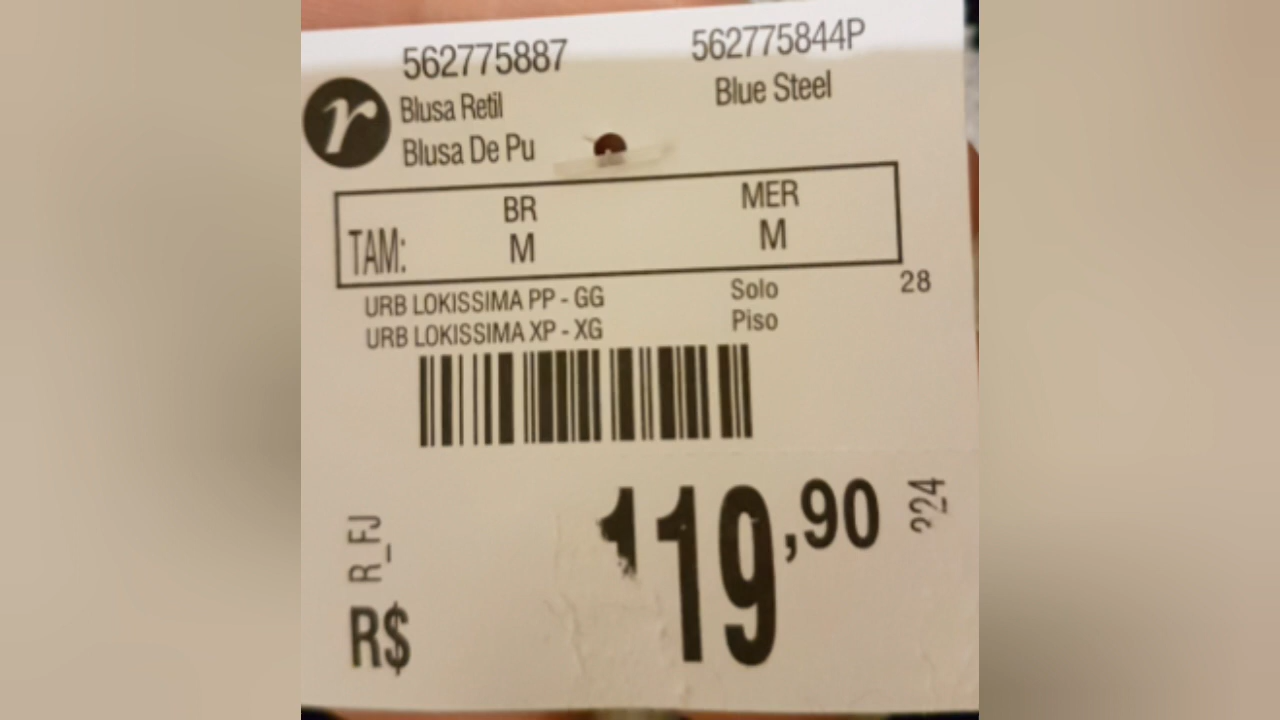 562775887 562775844P
r Blusa Retil Blue Steel
Blusa De Pu
BR MER
TAM: M M
URB LOKISSIMA PP - GG Solo 28
URB LOKISSIMA XP - XG Piso
R_FJ
R$ 119,90
224